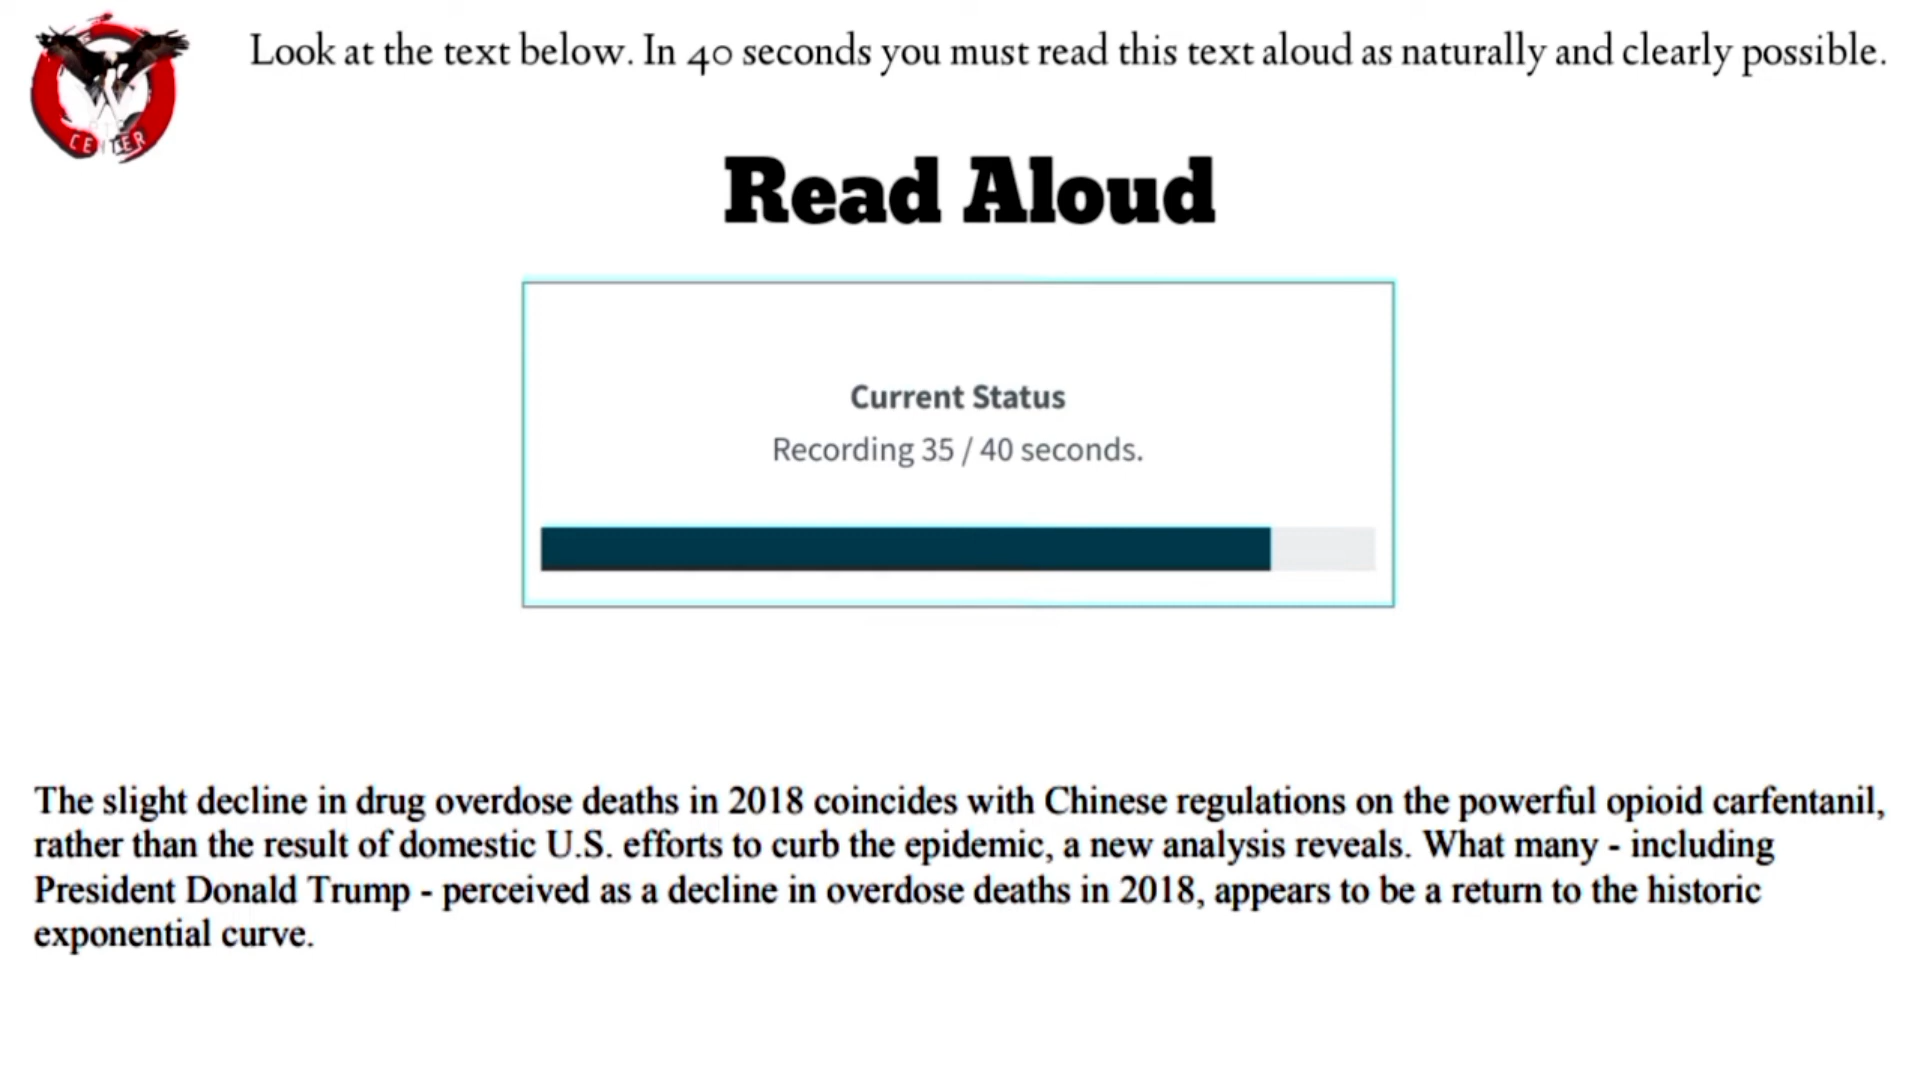 Look at the text below. In 40 seconds you must read this text aloud as naturally and clearly possible.
CENTER
Read Aloud
Current Status
Recording 35 / 40 seconds.
The slight decline in drug overdose deaths in 2018 coincides with Chinese regulations on the powerful opioid carfentanil,
rather than the result of domestic U.S. efforts to curb the epidemic, a new analysis reveals. What many - including
President Donald Trump - perceived as a decline in overdose deaths in 2018, appears to be a return to the historic
exponential curve.